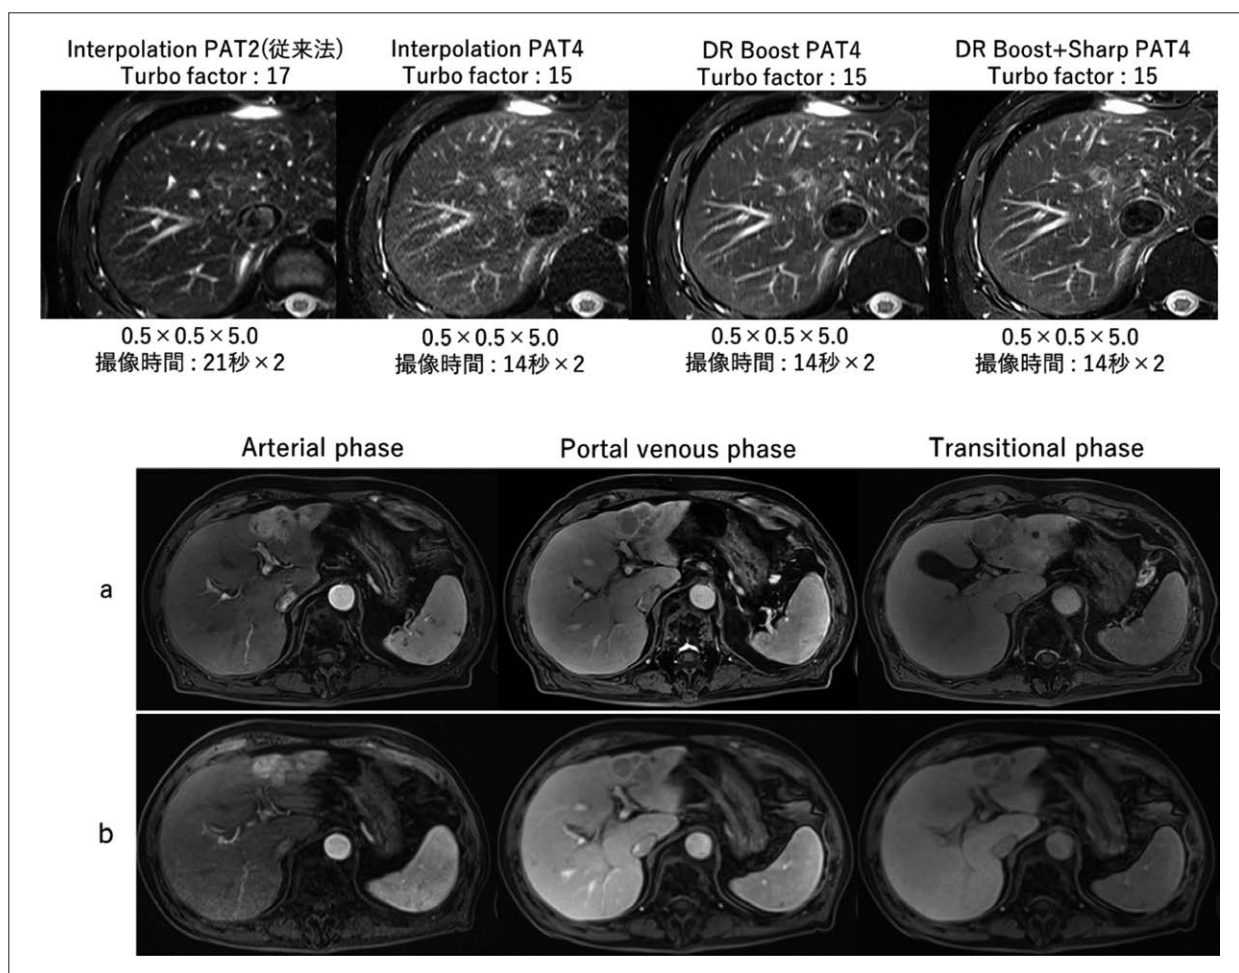 Interpolation PAT2(従来法)
Turbo factor : 17
Interpolation PAT4
Turbo factor : 15
DR Boost PAT4
Turbo factor : 15
DR Boost+Sharp PAT4
Turbo factor : 15
0.5×0.5×5.0
撮像時間 : 21秒×2
0.5×0.5×5.0
撮像時間 : 14秒×2
0.5×0.5×5.0
撮像時間 : 14秒×2
0.5×0.5×5.0
撮像時間 : 14秒×2
Arterial phase
Portal venous phase
Transitional phase
a
b